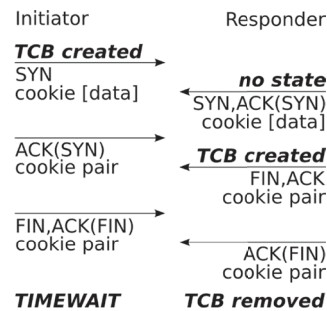 Initiator
Responder
TCB created
SYN
cookie [data]
no state
SYN,ACK(SYN)
cookie [data]
ACK(SYN)
cookie pair
TCB created
FIN,ACK
cookie pair
FIN,ACK(FIN)
cookie pair
ACK(FIN)
cookie pair
TIMEWAIT
TCB removed